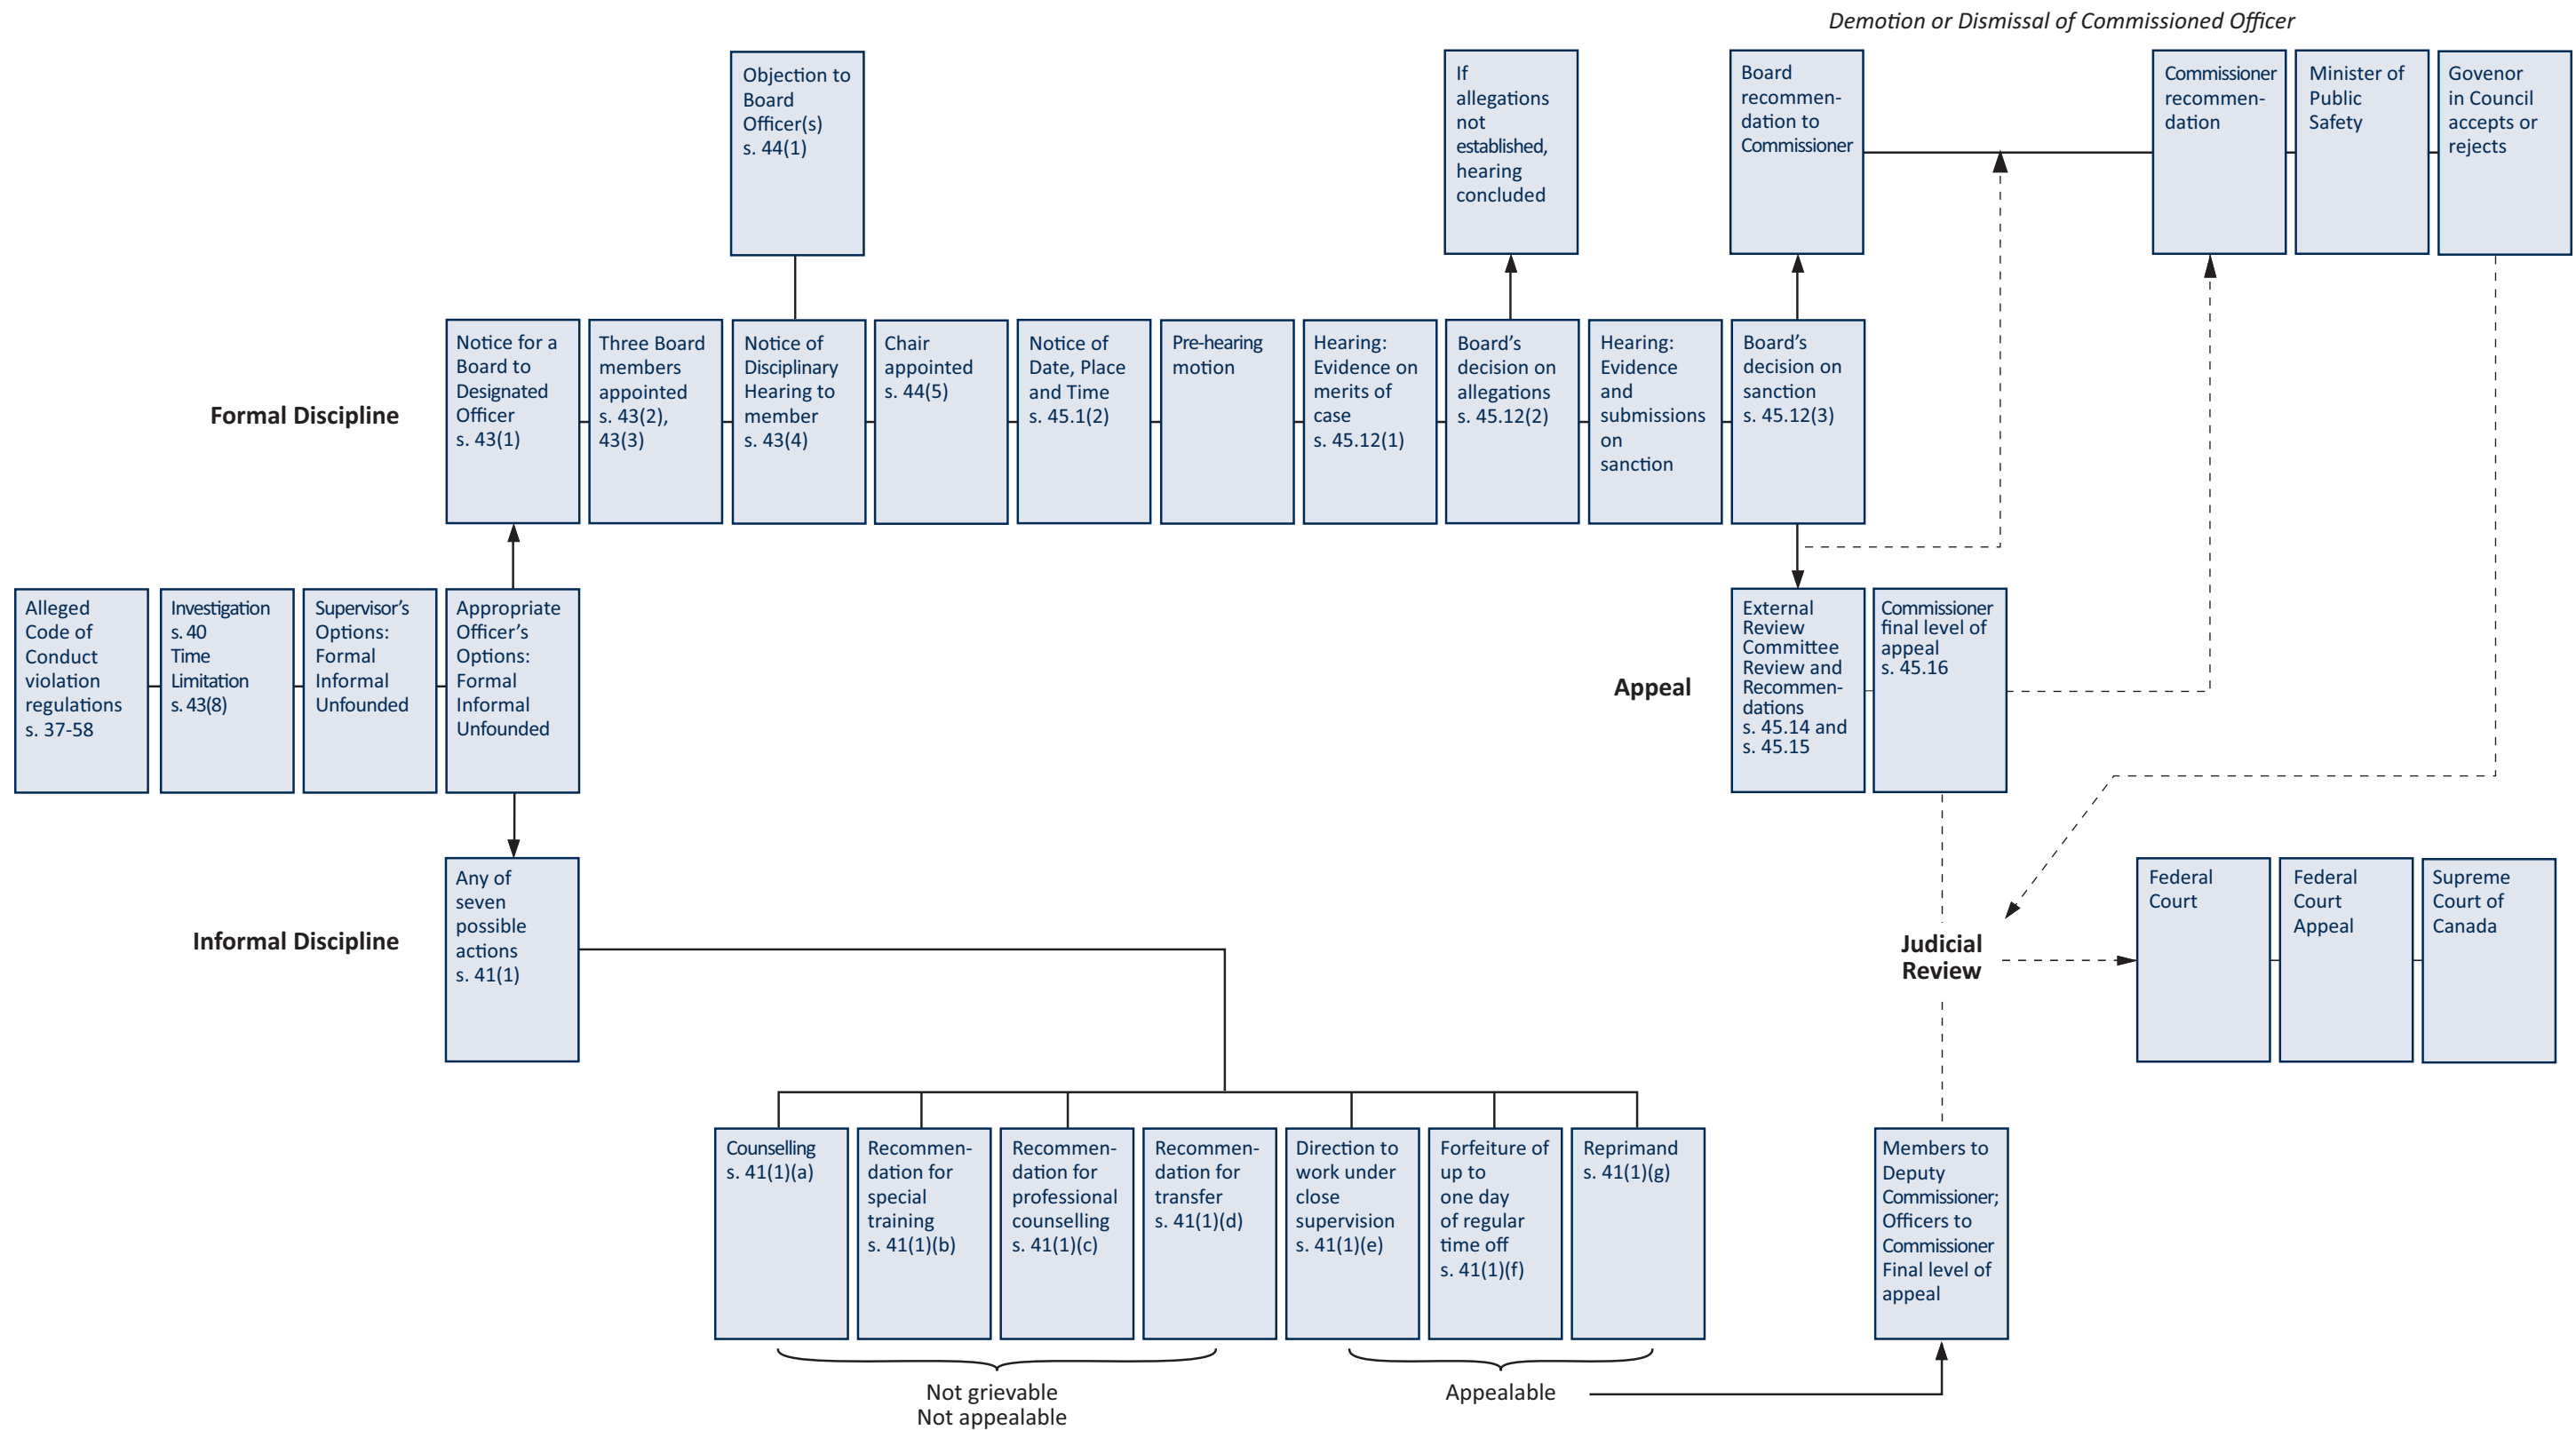 Demotion or Dismissal of Commissioned Officer
Objection to
Board
Officer(s)
s. 44(1)
If
allegations
not
established,
hearing
concluded
Board
recommen-
dation to
Commissioner
Commissioner
recommen-
dation
Minister of
Public
Safety
Govenor
in Council
accepts or
rejects
Formal Discipline
Notice for a
Board to
Designated
Officer
s. 43(1)
Three Board
members
appointed
s. 43(2),
43(3)
Notice of
Disciplinary
Hearing to
member
s. 43(4)
Chair
appointed
s. 44(5)
Notice of
Date, Place
and Time
s. 45.1(2)
Pre-hearing
motion
Hearing:
Evidence on
merits of
case
s. 45.12(1)
Board’s
decision on
allegations
s. 45.12(2)
Hearing:
Evidence
and
submissions
on
sanction
Board’s
decision on
sanction
s. 45.12(3)
Alleged
Code of
Conduct
violation
regulations
s. 37-58
Investigation
s. 40
Time
Limitation
s. 43(8)
Supervisor’s
Options:
Formal
Informal
Unfounded
Appropriate
Officer’s
Options:
Formal
Informal
Unfounded
Appeal
External
Review
Committee
Review and
Recommen-
dations
s. 45.14 and
s. 45.15
Commissioner
final level of
appeal
s. 45.16
Informal Discipline
Any of
seven
possible
actions
s. 41(1)
Judicial
Review
Federal
Court
Federal
Court
Appeal
Supreme
Court of
Canada
Counselling
s. 41(1)(a)
Recommen-
dation for
special
training
s. 41(1)(b)
Recommen-
dation for
professional
counselling
s. 41(1)(c)
Recommen-
dation for
transfer
s. 41(1)(d)
Direction to
work under
close
supervision
s. 41(1)(e)
Forfeiture of
up to
one day
of regular
time off
s. 41(1)(f)
Reprimand
s. 41(1)(g)
Members to
Deputy
Commissioner;
Officers to
Commissioner
Final level of
appeal
Not grievable
Not appealable
Appealable